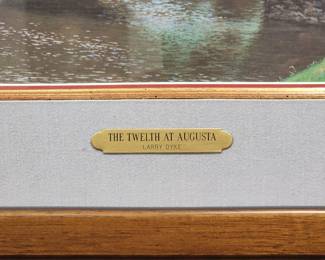 THE TWELTH AT AUGUSTA
LARRY DYKE